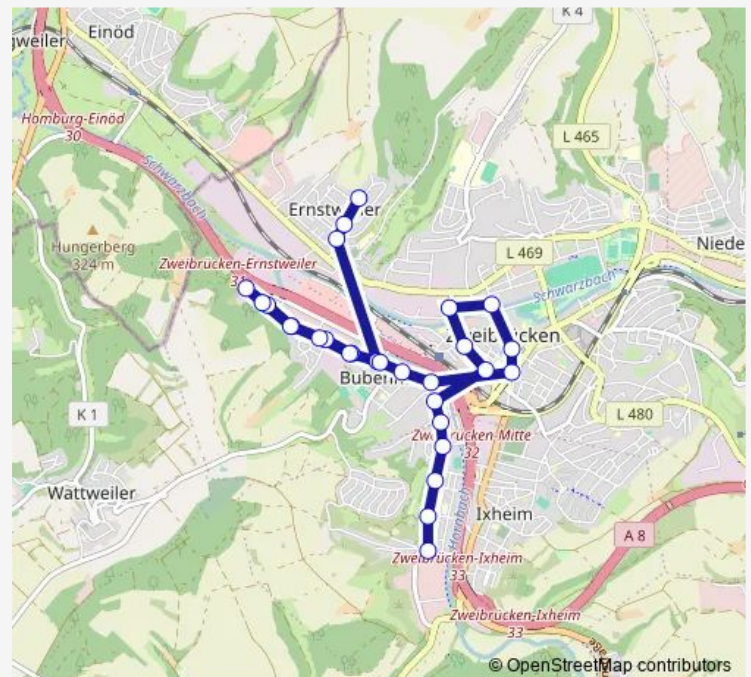 K 4
Einöd
gweiler
Homburg-Einöd
30
L 465
Schwarzbach
Ernstweiler
Hungerberg
324 m
Niede
L 469
Zweibrücken-Ernstweiler
Schwarzbach
Zweibrücken
Bubenh
K 1
L 480
Zweibrücken-Mitte
32
Wattweiler
Ixheim
Hornbach
A 8
Zweibrücken-Ixheim
33
Zweibrücken-Ixheim
33
© OpenStreetMap contributors